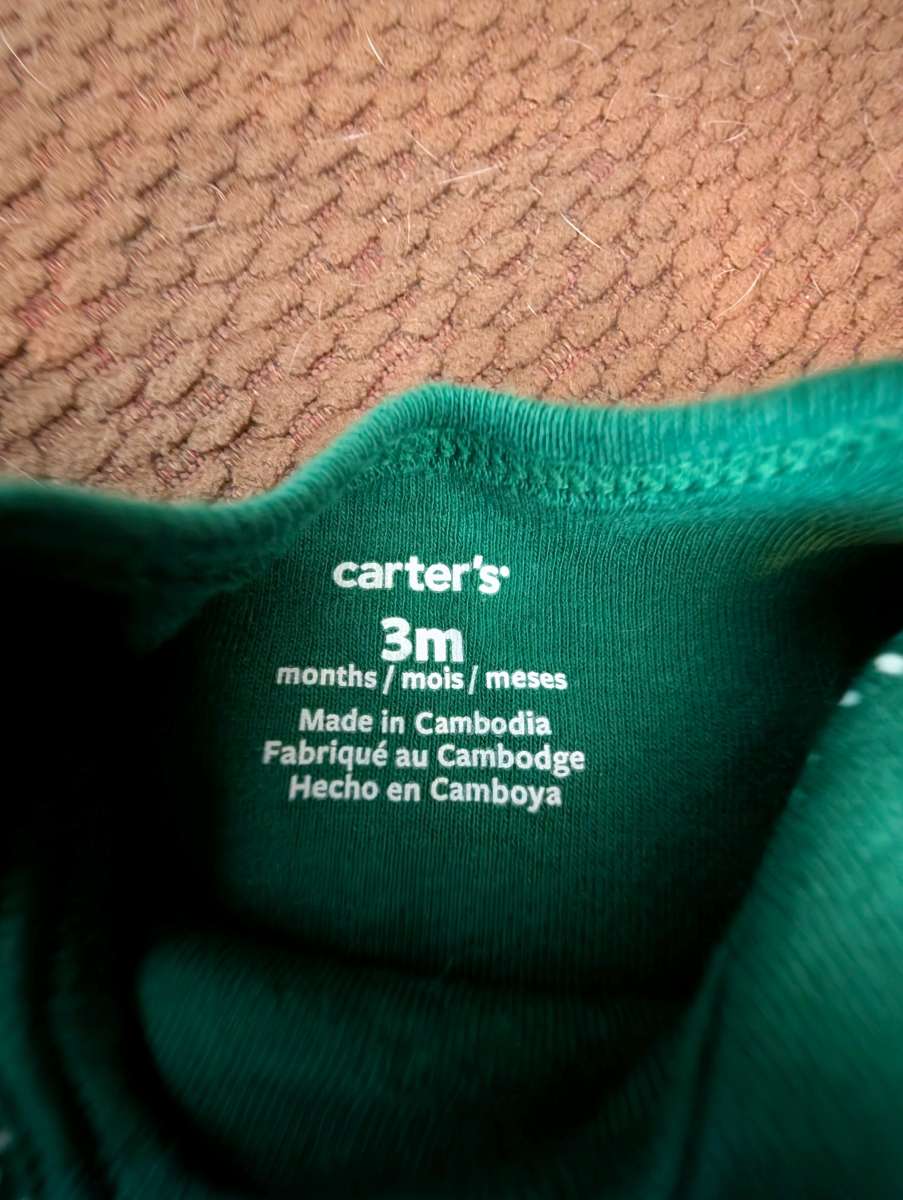 carter's
3m
months / mois / meses
Made in Cambodia
Fabriqué au Cambodge
Hecho en Camboya